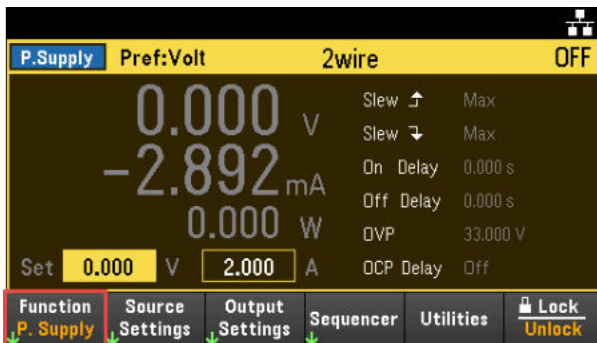 P.Supply Pref:Volt 2wire OFF
0.000 V
-2.892 mA
0.000 W
Slew Max
Slew Max
On Delay 0.000 s
Off Delay 0.000 s
OVP 33.000 V
OCP Delay Off
Set 0.000 V 2.000 A
Function P. Supply
Source Settings
Output Settings
Sequencer
Utilities
Lock Unlock